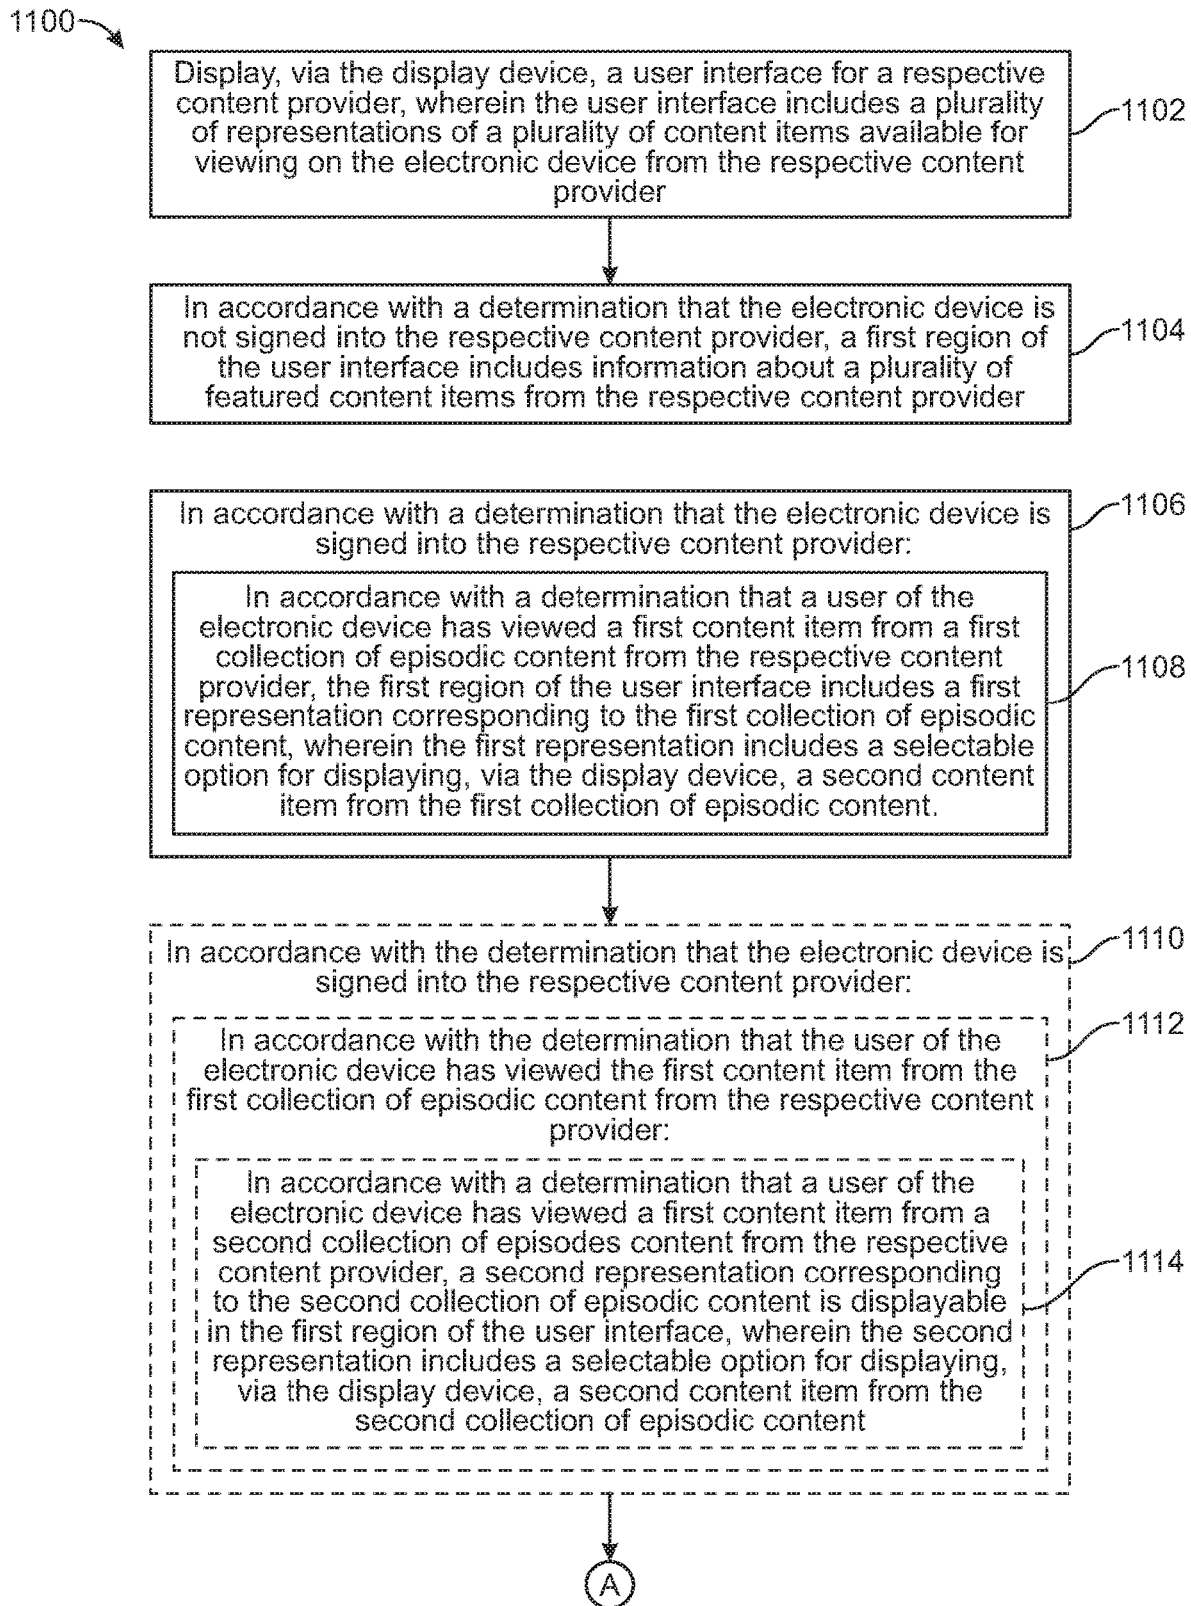 1100
Display, via the display device, a user interface for a respective
content provider, wherein the user interface includes a plurality
of representations of a plurality of content items available for
viewing on the electronic device from the respective content
provider
1102
In accordance with a determination that the electronic device is
not signed into the respective content provider, a first region of
the user interface includes information about a plurality of
featured content items from the respective content provider
1104
In accordance with a determination that the electronic device is
signed into the respective content provider:
1106
In accordance with a determination that a user of the
electronic device has viewed a first content item from a first
collection of episodic content from the respective content
provider, the first region of the user interface includes a first
representation corresponding to the first collection of episodic
content, wherein the first representation includes a selectable
option for displaying, via the display device, a second content
item from the first collection of episodic content.
1108
In accordance with the determination that the electronic device is
signed into the respective content provider:
1110
In accordance with the determination that the user of the
electronic device has viewed the first content item from the
first collection of episodic content from the respective content
provider:
1112
In accordance with a determination that a user of the
electronic device has viewed a first content item from a
second collection of episodes content from the respective
content provider, a second representation corresponding
to the second collection of episodic content is displayable
in the first region of the user interface, wherein the second
representation includes a selectable option for displaying,
via the display device, a second content item from the
second collection of episodic content
1114
A